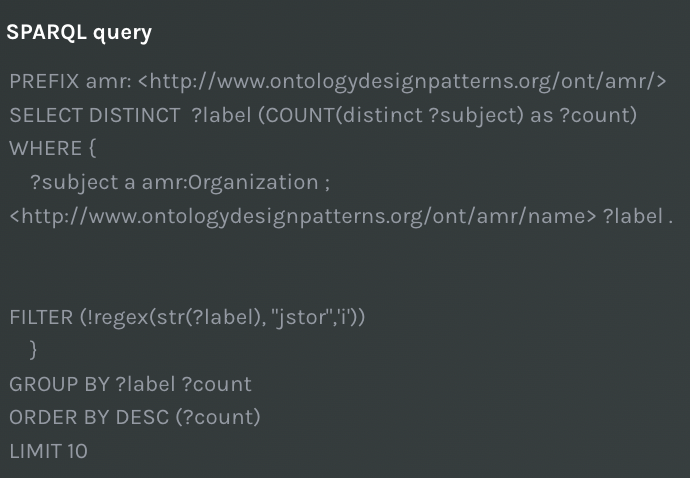 SPARQL query
PREFIX amr: <http://www.ontologydesignpatterns.org/ont/amr/>
SELECT DISTINCT ?label (COUNT(distinct ?subject) as ?count)
WHERE {
?subject a amr:Organization ;
<http://www.ontologydesignpatterns.org/ont/amr/name> ?label .
FILTER (!regex(str(?label), "jstor",'i'))
}
GROUP BY ?label ?count
ORDER BY DESC (?count)
LIMIT 10